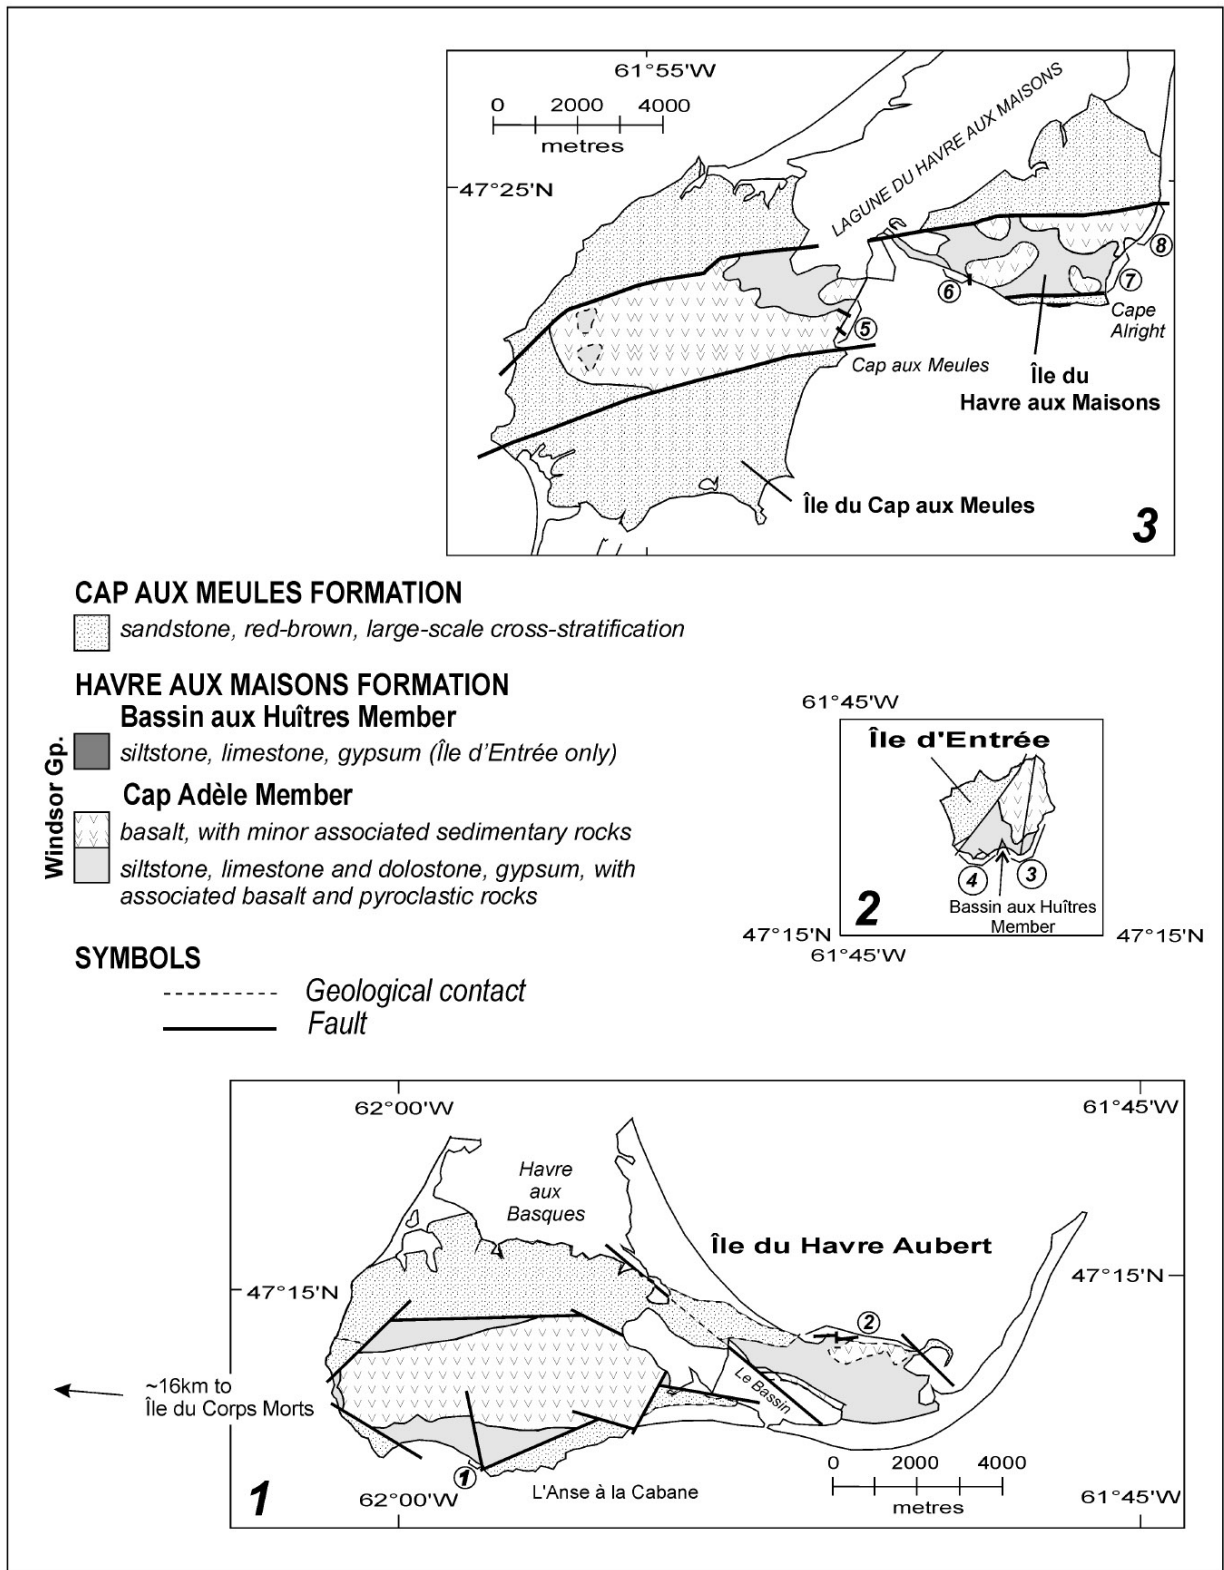 61°55'W
0 2000 4000
metres
47°25'N
LAGUNE DU HAVRE AUX MAISONS
8
7
6
5
Cape
Alright
Cap aux Meules
Île du
Havre aux Maisons
Île du Cap aux Meules
3
CAP AUX MEULES FORMATION
sandstone, red-brown, large-scale cross-stratification
HAVRE AUX MAISONS FORMATION
Bassin aux Huîtres Member
siltstone, limestone, gypsum (Île d'Entrée only)
Cap Adèle Member
basalt, with minor associated sedimentary rocks
siltstone, limestone and dolostone, gypsum, with
associated basalt and pyroclastic rocks
Windsor Gp.
61°45'W
Île d'Entrée
4 3
Bassin aux Huîtres
Member
2
47°15'N 47°15'N
61°45'W
SYMBOLS
Geological contact
Fault
62°00'W 61°45'W
Havre
aux
Basques
Île du Havre Aubert
47°15'N 47°15'N
2
Le Bassin
~16km to
Île du Corps Morts
1
L'Anse à la Cabane
0 2000 4000
metres
62°00'W 61°45'W
1